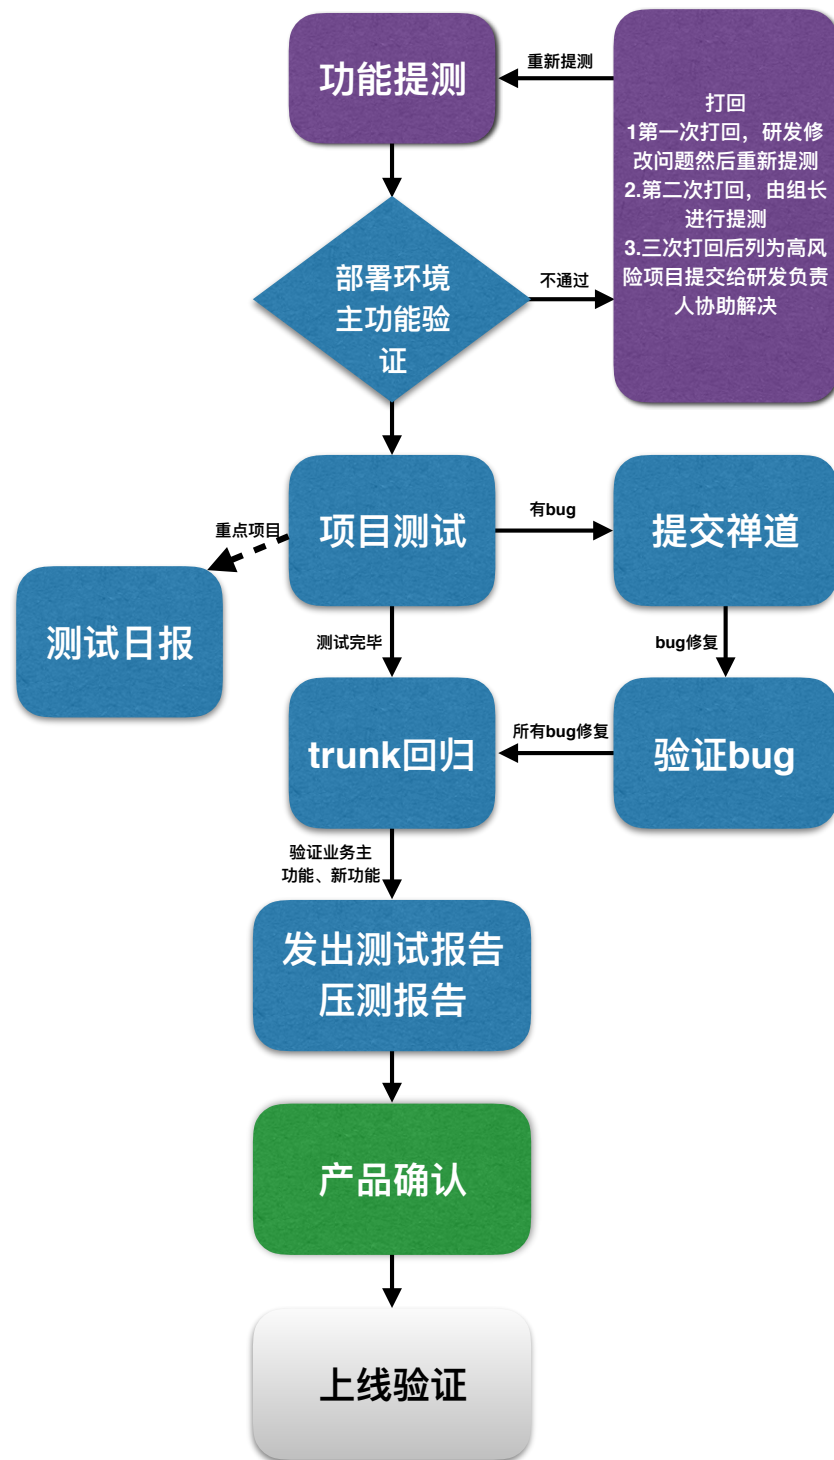 功能提测
重新提测
打回
1第一次打回，研发修
改问题然后重新提测
2.第二次打回，由组长
进行提测
3.三次打回后列为高风
险项目提交给研发负责
人协助解决
部署环境
主功能验
证
不通过
项目测试
有bug
提交禅道
重点项目
测试日报
测试完毕
bug修复
trunk回归
所有bug修复
验证bug
验证业务主
功能、新功能
发出测试报告
压测报告
产品确认
上线验证